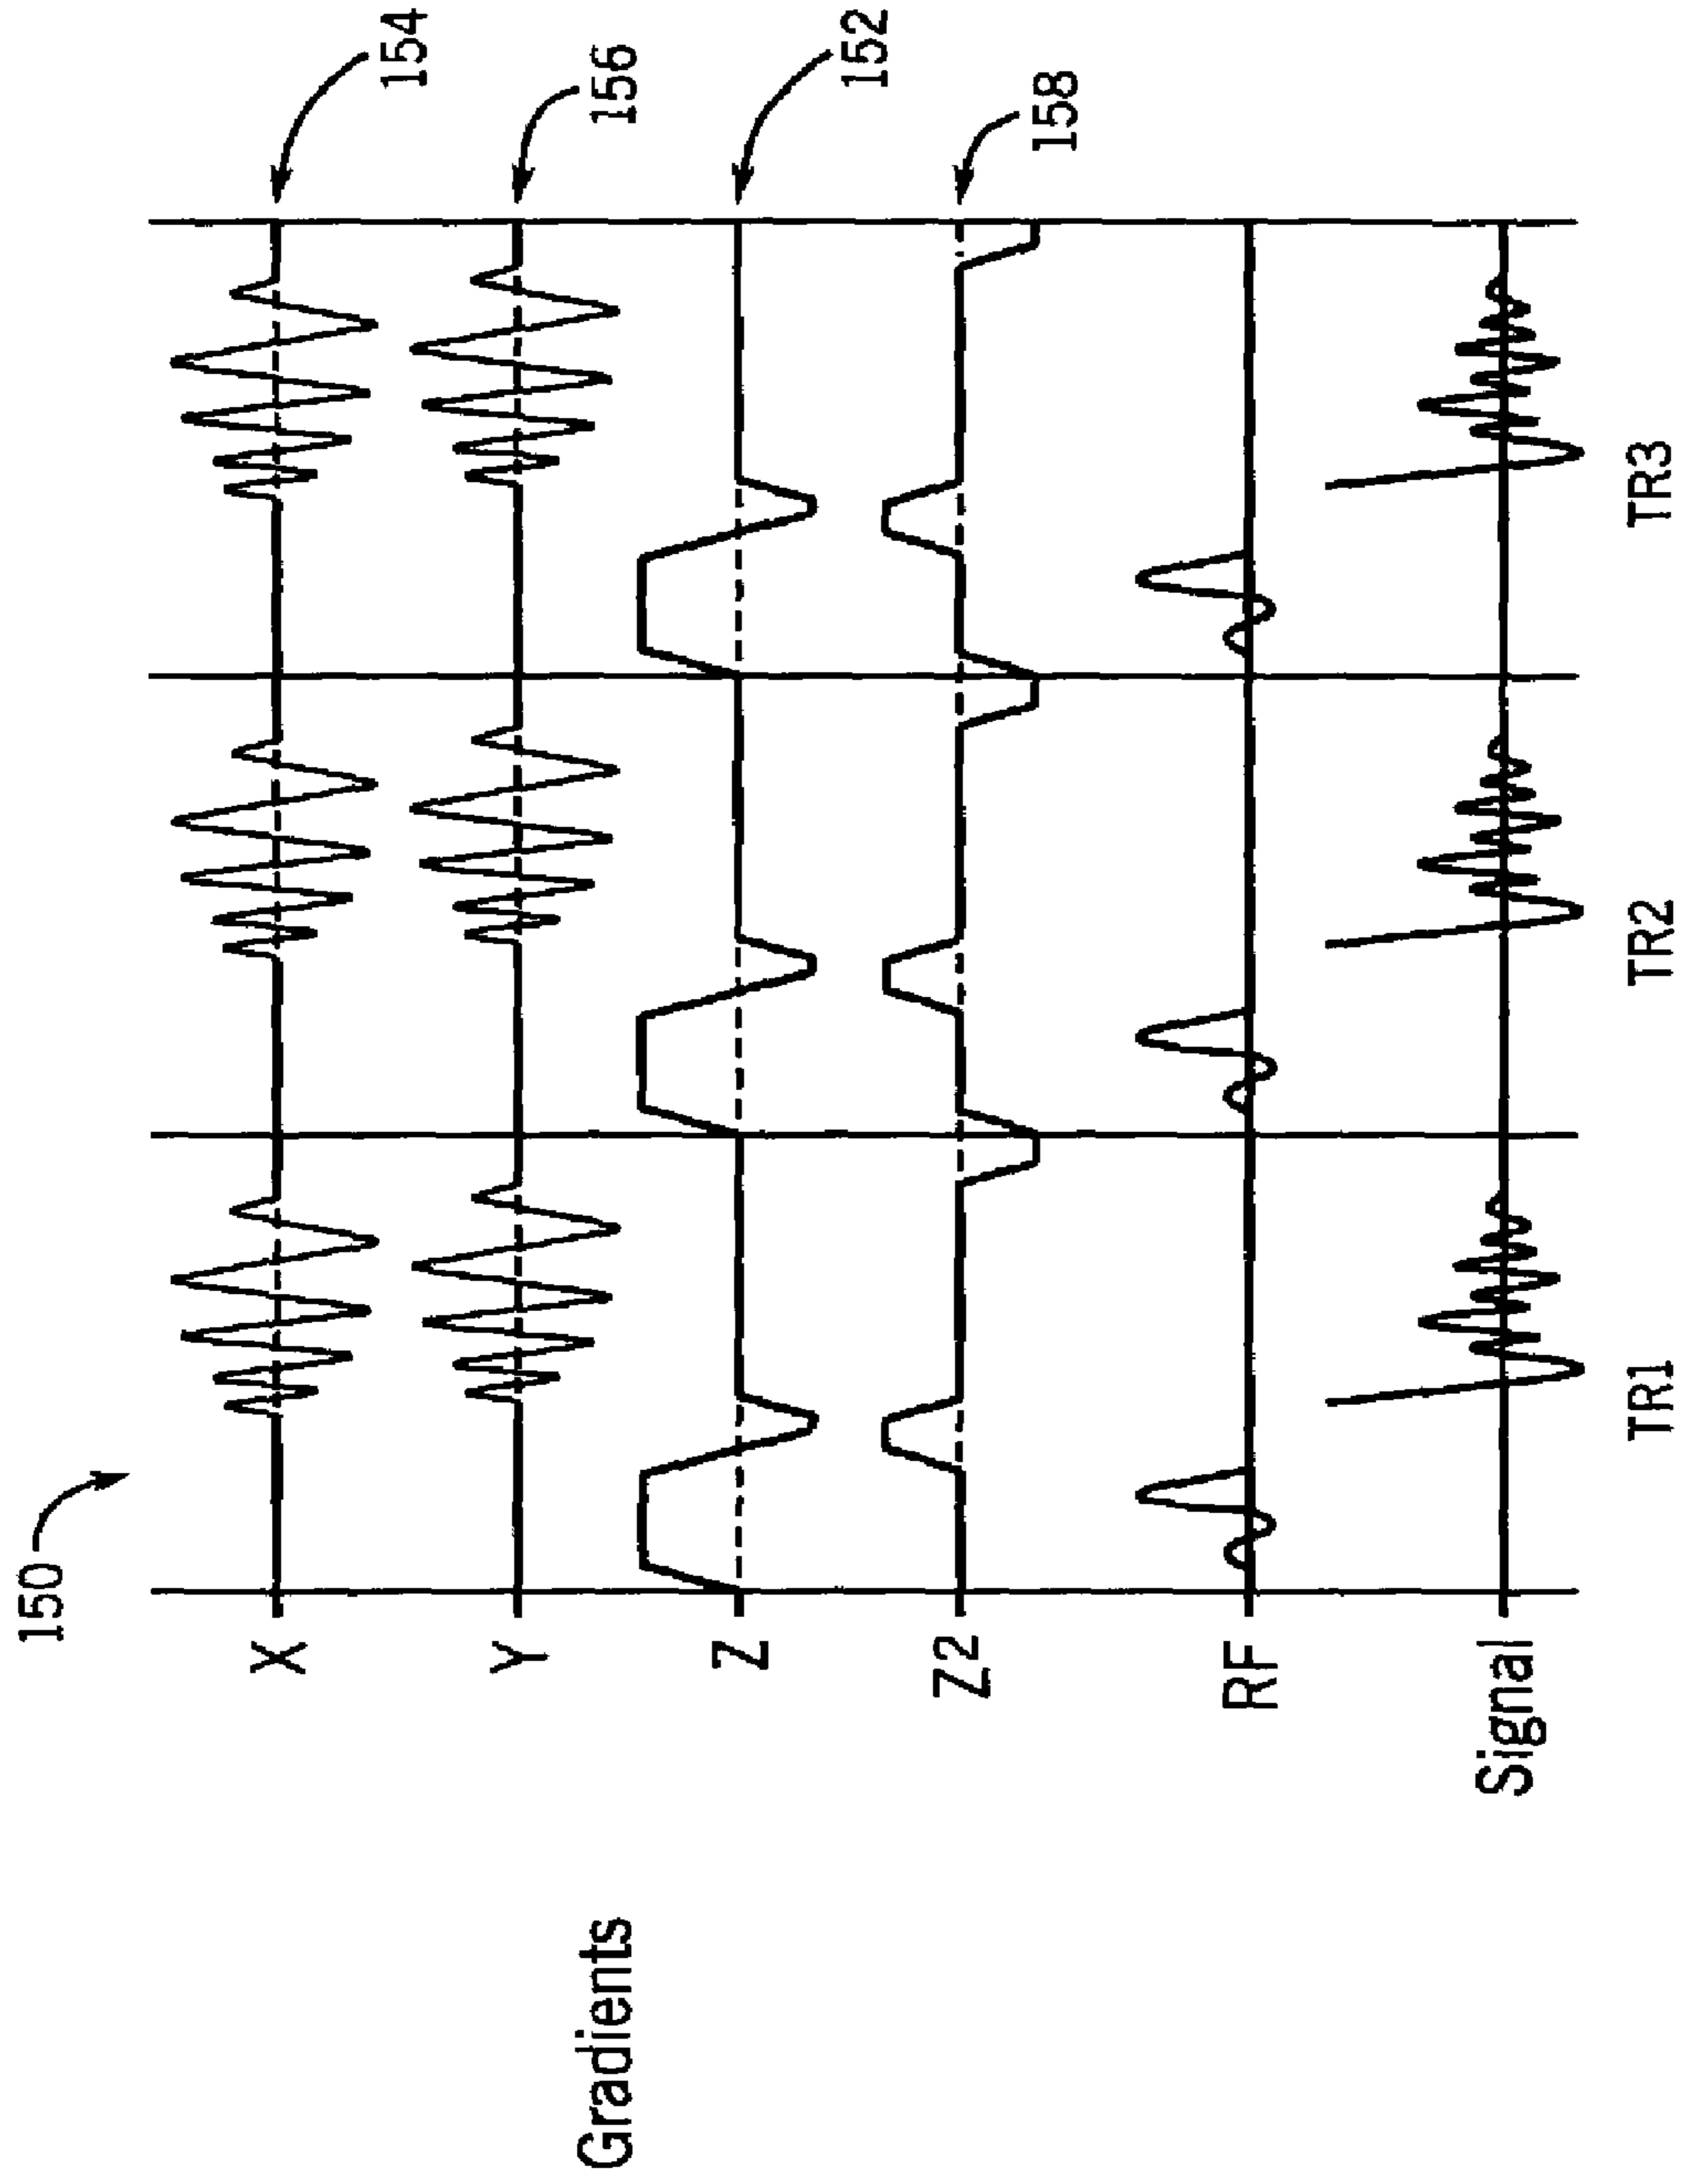 150
154
156
152
158
Gradients
X
Y
Z
Z2
RF
Signal
TR1
TR2
TR3